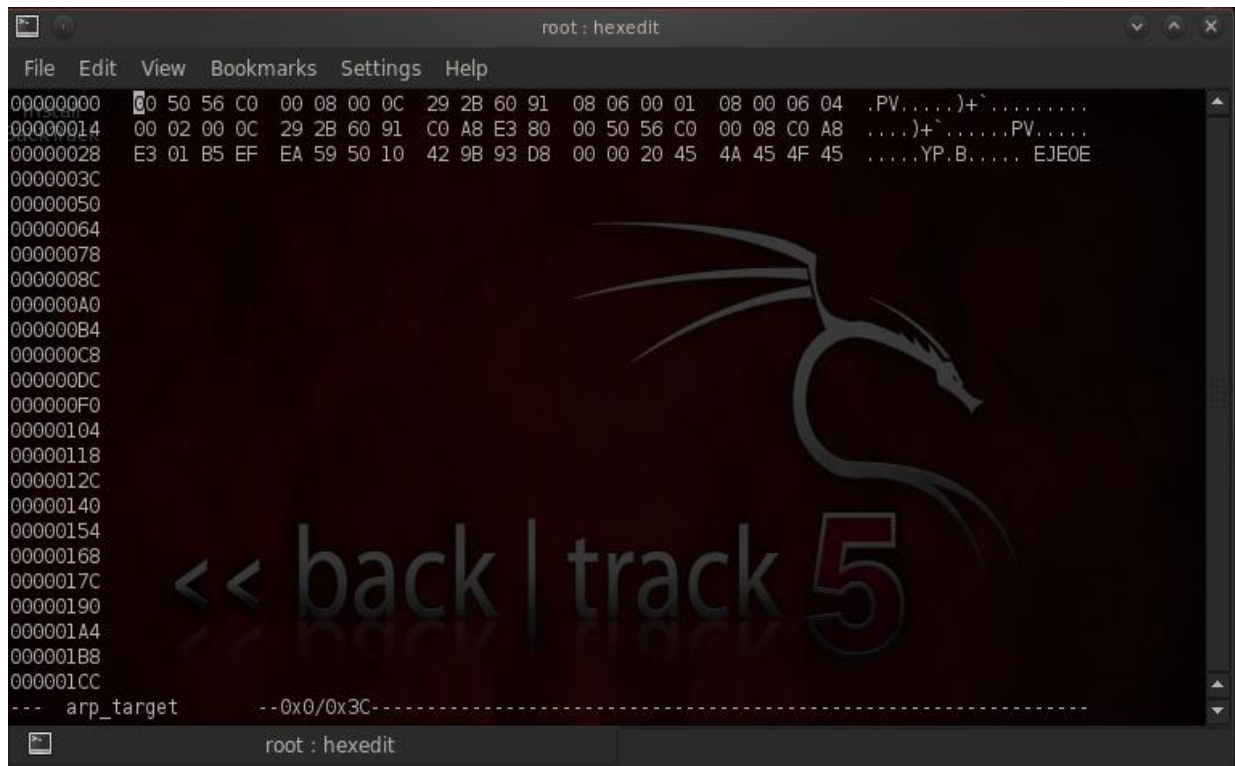 root : hexedit
File Edit View Bookmarks Settings Help
00000000 00 50 56 C0 00 08 00 0C 29 2B 60 91 08 06 00 01 08 00 06 04 .PV.....)+`.........
00000014 00 02 00 0C 29 2B 60 91 C0 A8 E3 80 00 50 56 C0 00 08 C0 A8 ....)+`......PV.....
00000028 E3 01 B5 EF EA 59 50 10 42 9B 93 D8 00 00 20 45 4A 45 4F 45 .....YP.B..... EJEOE
0000003C
00000050
00000064
00000078
0000008C
000000A0
000000B4
000000C8
000000DC
000000F0
00000104
00000118
0000012C
00000140
00000154
00000168
0000017C
00000190
000001A4
000001B8
000001CC
<< back | track 5
--- arp_target --0x0/0x3C----------------------------------------------------------------
root : hexedit